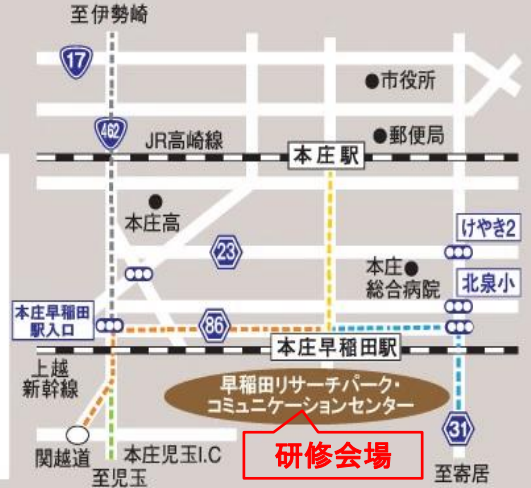 至伊勢崎
17
●市役所
462
JR高崎線
●郵便局
本庄駅
●
本庄高
けやき2
23
本庄●
総合病院
北泉小
本庄早稲田
駅入口
86
本庄早稲田駅
上越
新幹線
早稲田リサーチパーク・
コミュニケーションセンター
31
研修会場
関越道
本庄児玉I.C
至児玉
至寄居